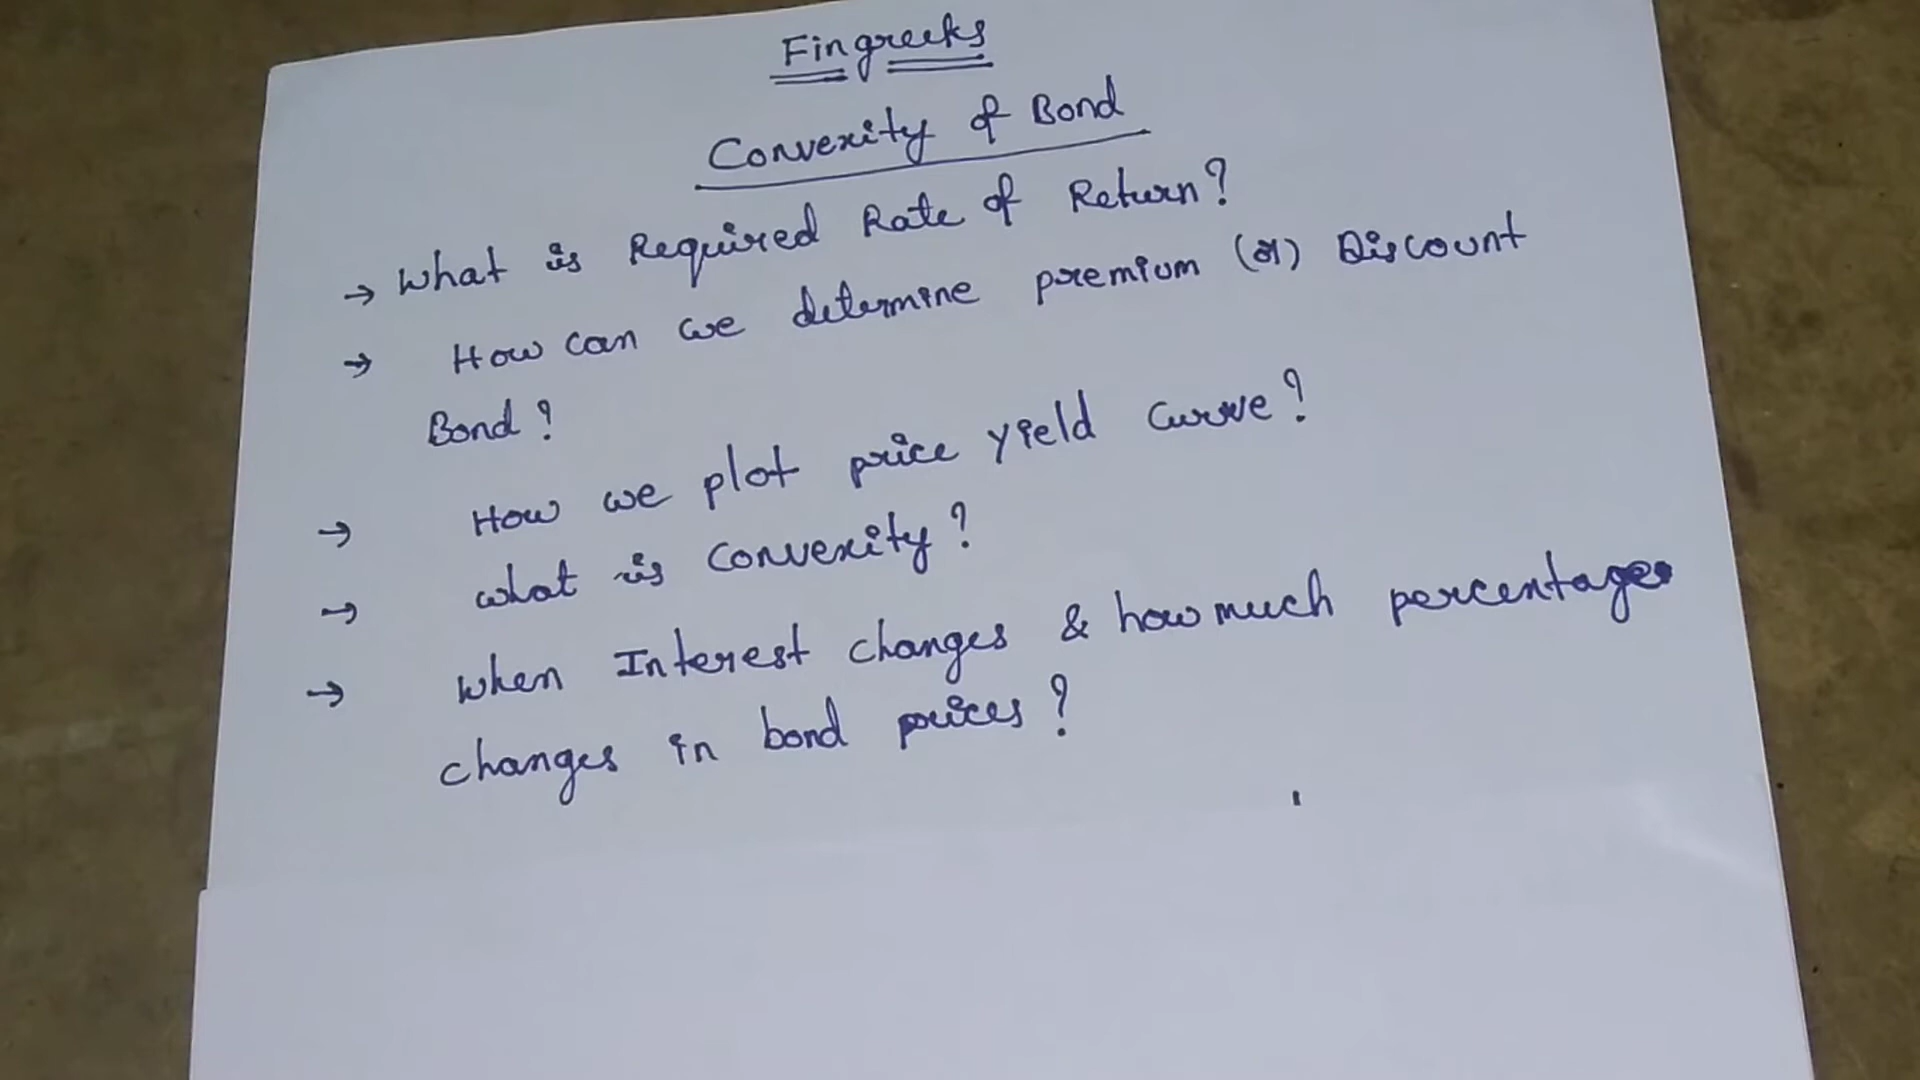 Fingreeks
Convexity of Bond
→ What is Required Rate of Return?
→ How can we determine premium (or) Discount
Bond?
→ How we plot price yield curve?
→ what is convexity?
→ when Interest changes & how much percentage
changes in bond prices?